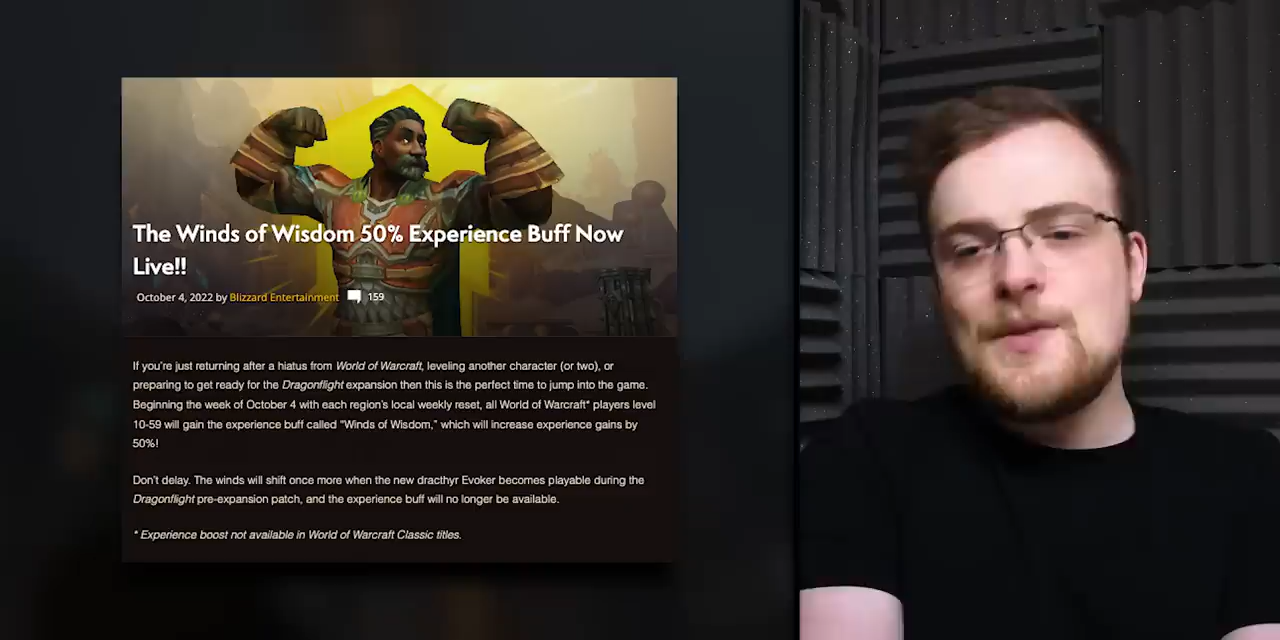 The Winds of Wisdom 50% Experience Buff Now
Live!!
October 4, 2022 by Blizzard Entertainment 159
If you're just returning after a hiatus from World of Warcraft, leveling another character (or two), or
preparing to get ready for the Dragonflight expansion then this is the perfect time to jump into the game.
Beginning the week of October 4 with each region's local weekly reset, all World of Warcraft* players level
10-59 will gain the experience buff called "Winds of Wisdom," which will increase experience gains by
50%!
Don't delay. The winds will shift once more when the new dracthyr Evoker becomes playable during the
Dragonflight pre-expansion patch, and the experience buff will no longer be available.
* Experience boost not available in World of Warcraft Classic titles.